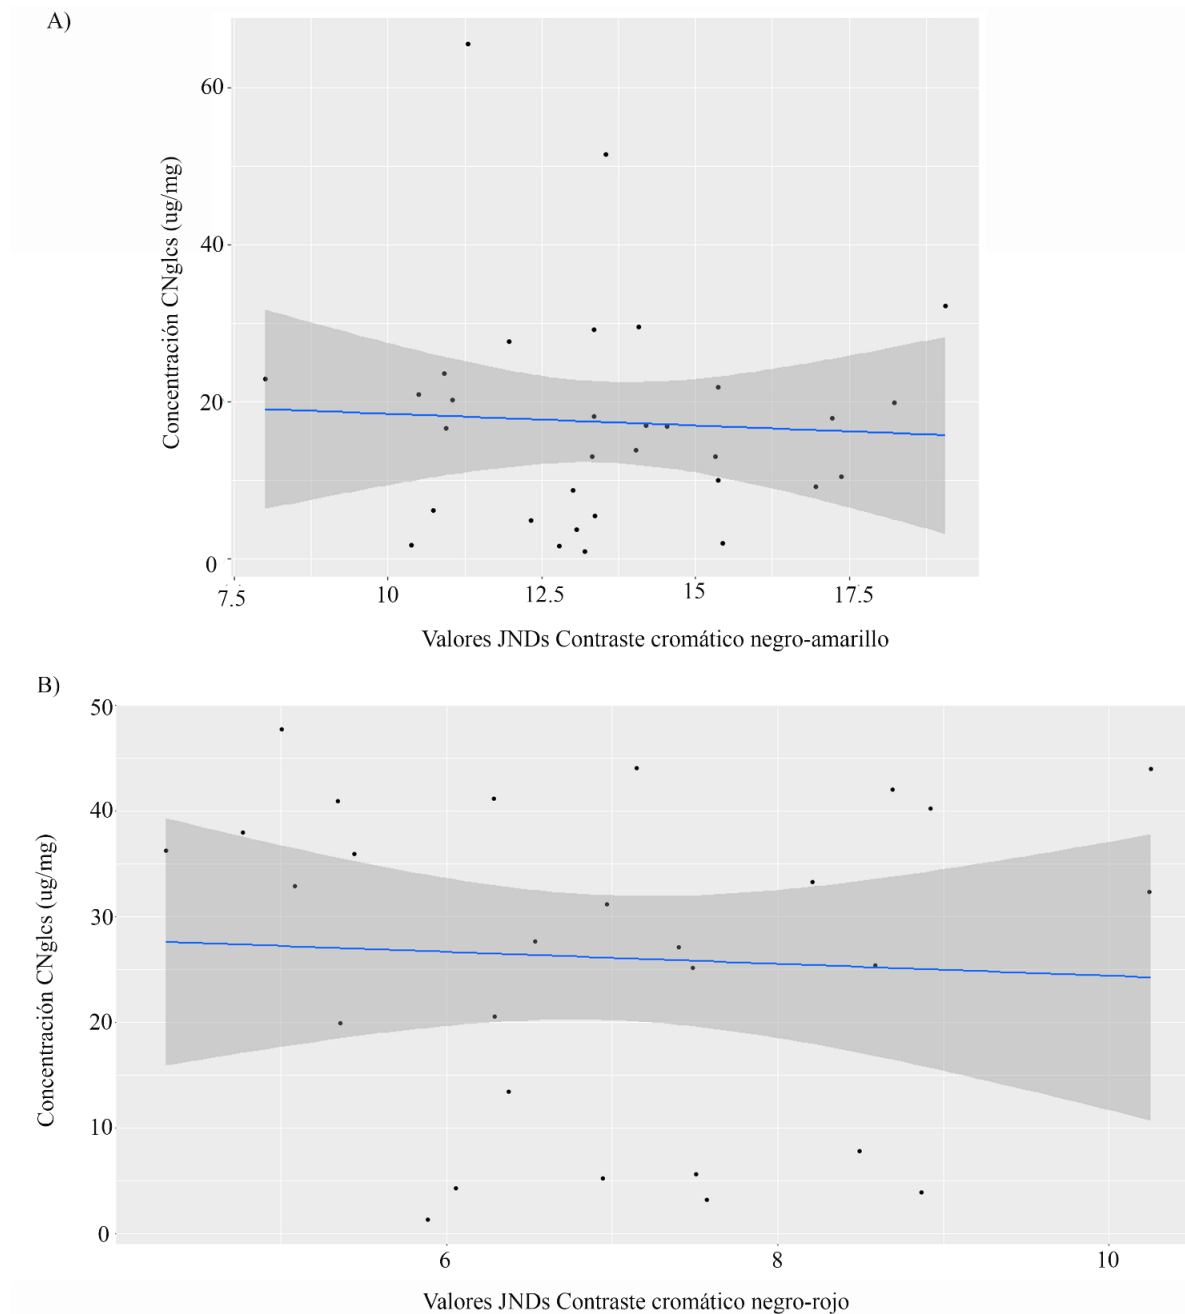 A)
60
40
20
0
Concentración CNglcs (ug/mg)
7.5 10 12.5 15 17.5
Valores JNDs Contraste cromático negro-amarillo
B)
50
40
30
20
10
0
Concentración CNglcs (ug/mg)
6 8 10
Valores JNDs Contraste cromático negro-rojo